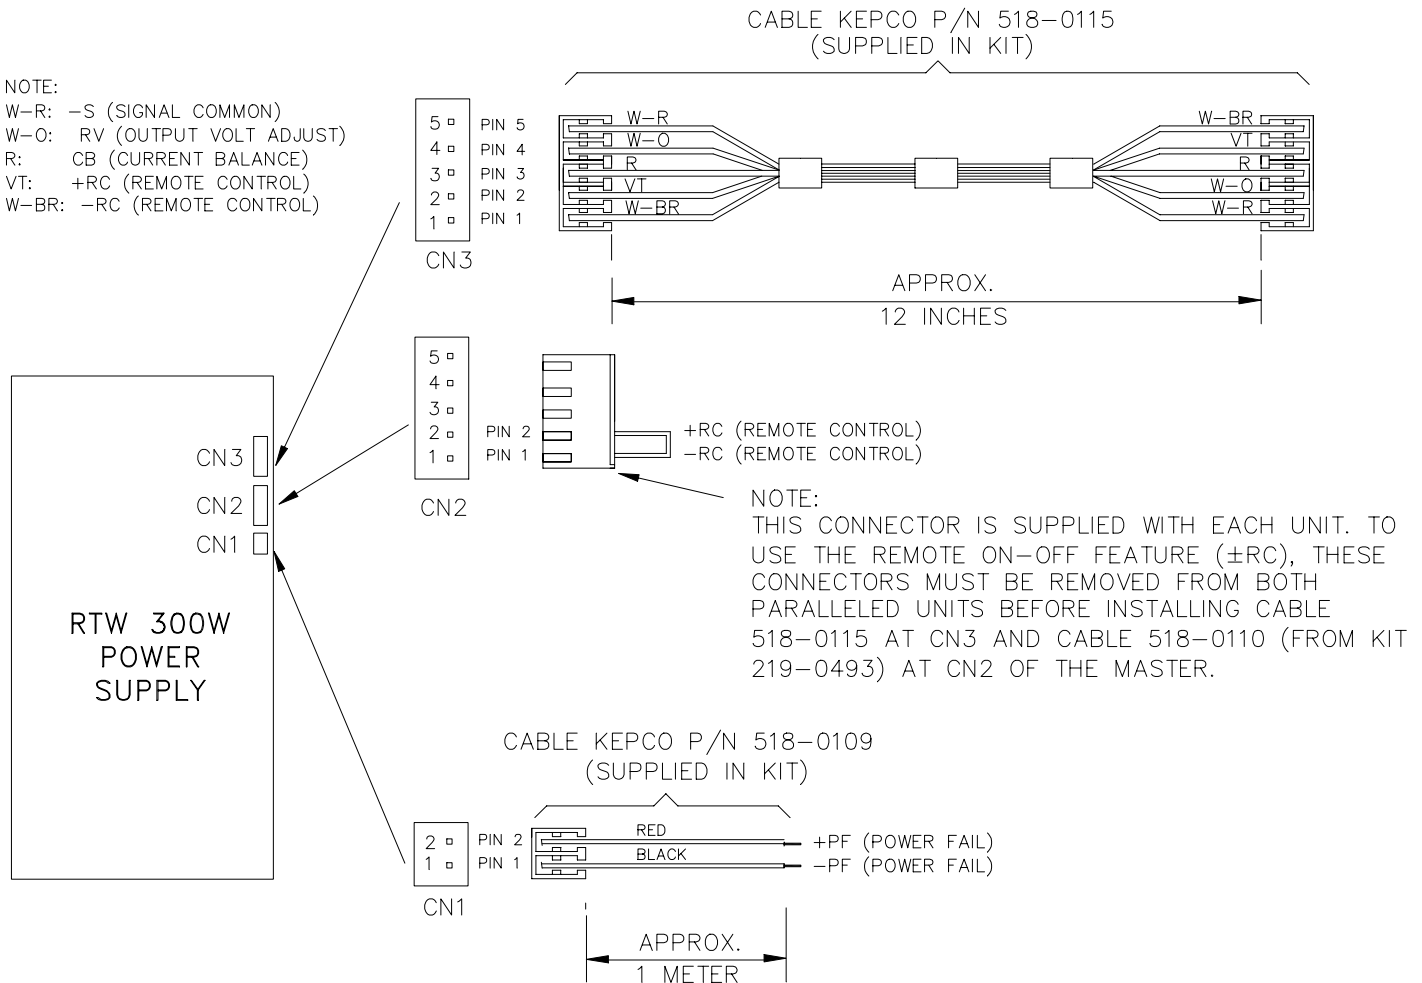 CABLE KEPCO P/N 518-0115
(SUPPLIED IN KIT)
NOTE:
W-R: -S (SIGNAL COMMON)
W-O: RV (OUTPUT VOLT ADJUST)
R: CB (CURRENT BALANCE)
VT: +RC (REMOTE CONTROL)
W-BR: -RC (REMOTE CONTROL)
5 PIN 5 W-R W-BR
4 PIN 4 W-O VT
3 PIN 3 R R
2 PIN 2 VT W-O
1 PIN 1 W-BR W-R
CN3
APPROX.
12 INCHES
5
4
3
2 PIN 2 +RC (REMOTE CONTROL)
1 PIN 1 -RC (REMOTE CONTROL)
CN2
CN3
CN2
CN1
RTW 300W
POWER
SUPPLY
NOTE:
THIS CONNECTOR IS SUPPLIED WITH EACH UNIT. TO
USE THE REMOTE ON-OFF FEATURE (±RC), THESE
CONNECTORS MUST BE REMOVED FROM BOTH
PARALLELED UNITS BEFORE INSTALLING CABLE
518-0115 AT CN3 AND CABLE 518-0110 (FROM KIT
219-0493) AT CN2 OF THE MASTER.
CABLE KEPCO P/N 518-0109
(SUPPLIED IN KIT)
2 PIN 2 RED +PF (POWER FAIL)
1 PIN 1 BLACK -PF (POWER FAIL)
CN1
APPROX.
1 METER